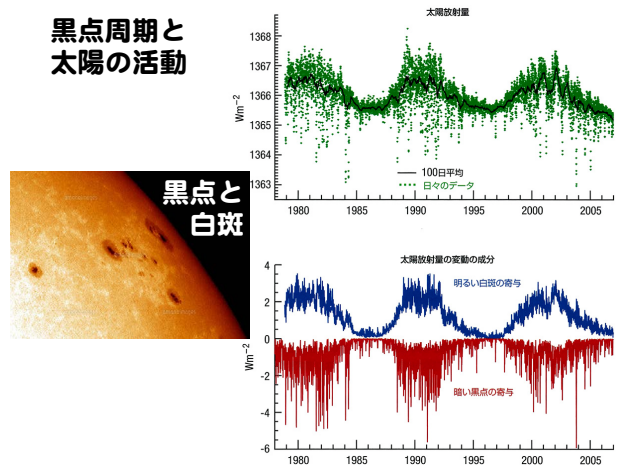 黒点周期と
太陽の活動
太陽放射量
1368
1367
1366
1365
1364
1363
Wm−2
100日平均
日々のデータ
1980 1985 1990 1995 2000 2005
黒点と
白斑
太陽放射量の変動の成分
4
2
0
-2
-4
-6
Wm−2
明るい白斑の寄与
暗い黒点の寄与
1980 1985 1990 1995 2000 2005